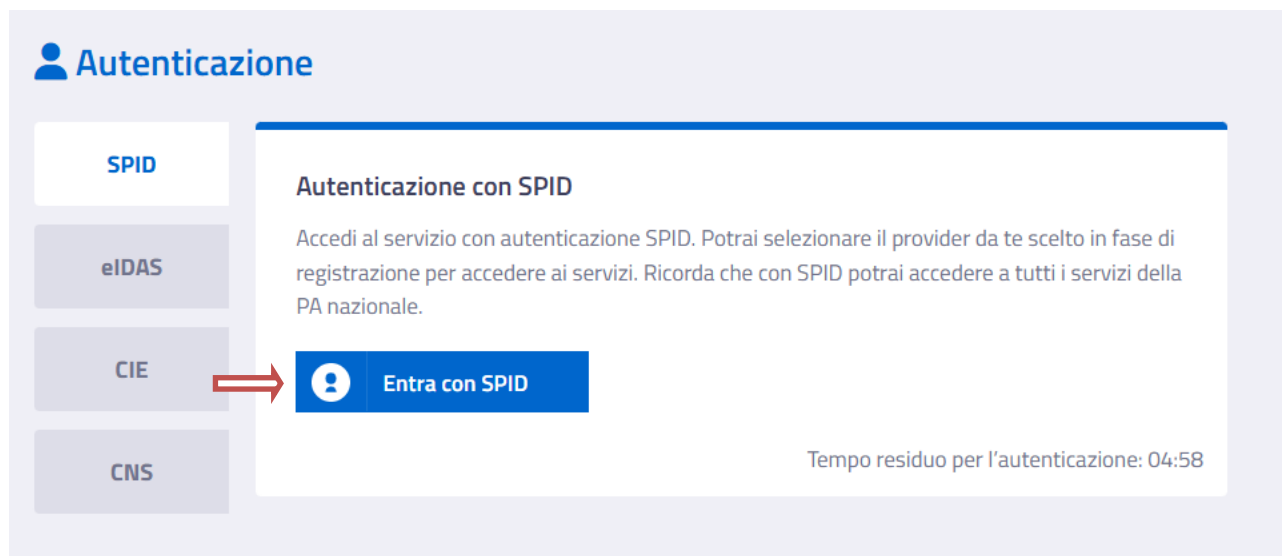 Autenticazione
SPID
eIDAS
CIE
CNS
Autenticazione con SPID
Accedi al servizio con autenticazione SPID. Potrai selezionare il provider da te scelto in fase di
registrazione per accedere ai servizi. Ricorda che con SPID potrai accedere a tutti i servizi della
PA nazionale.
Entra con SPID
Tempo residuo per l'autenticazione: 04:58